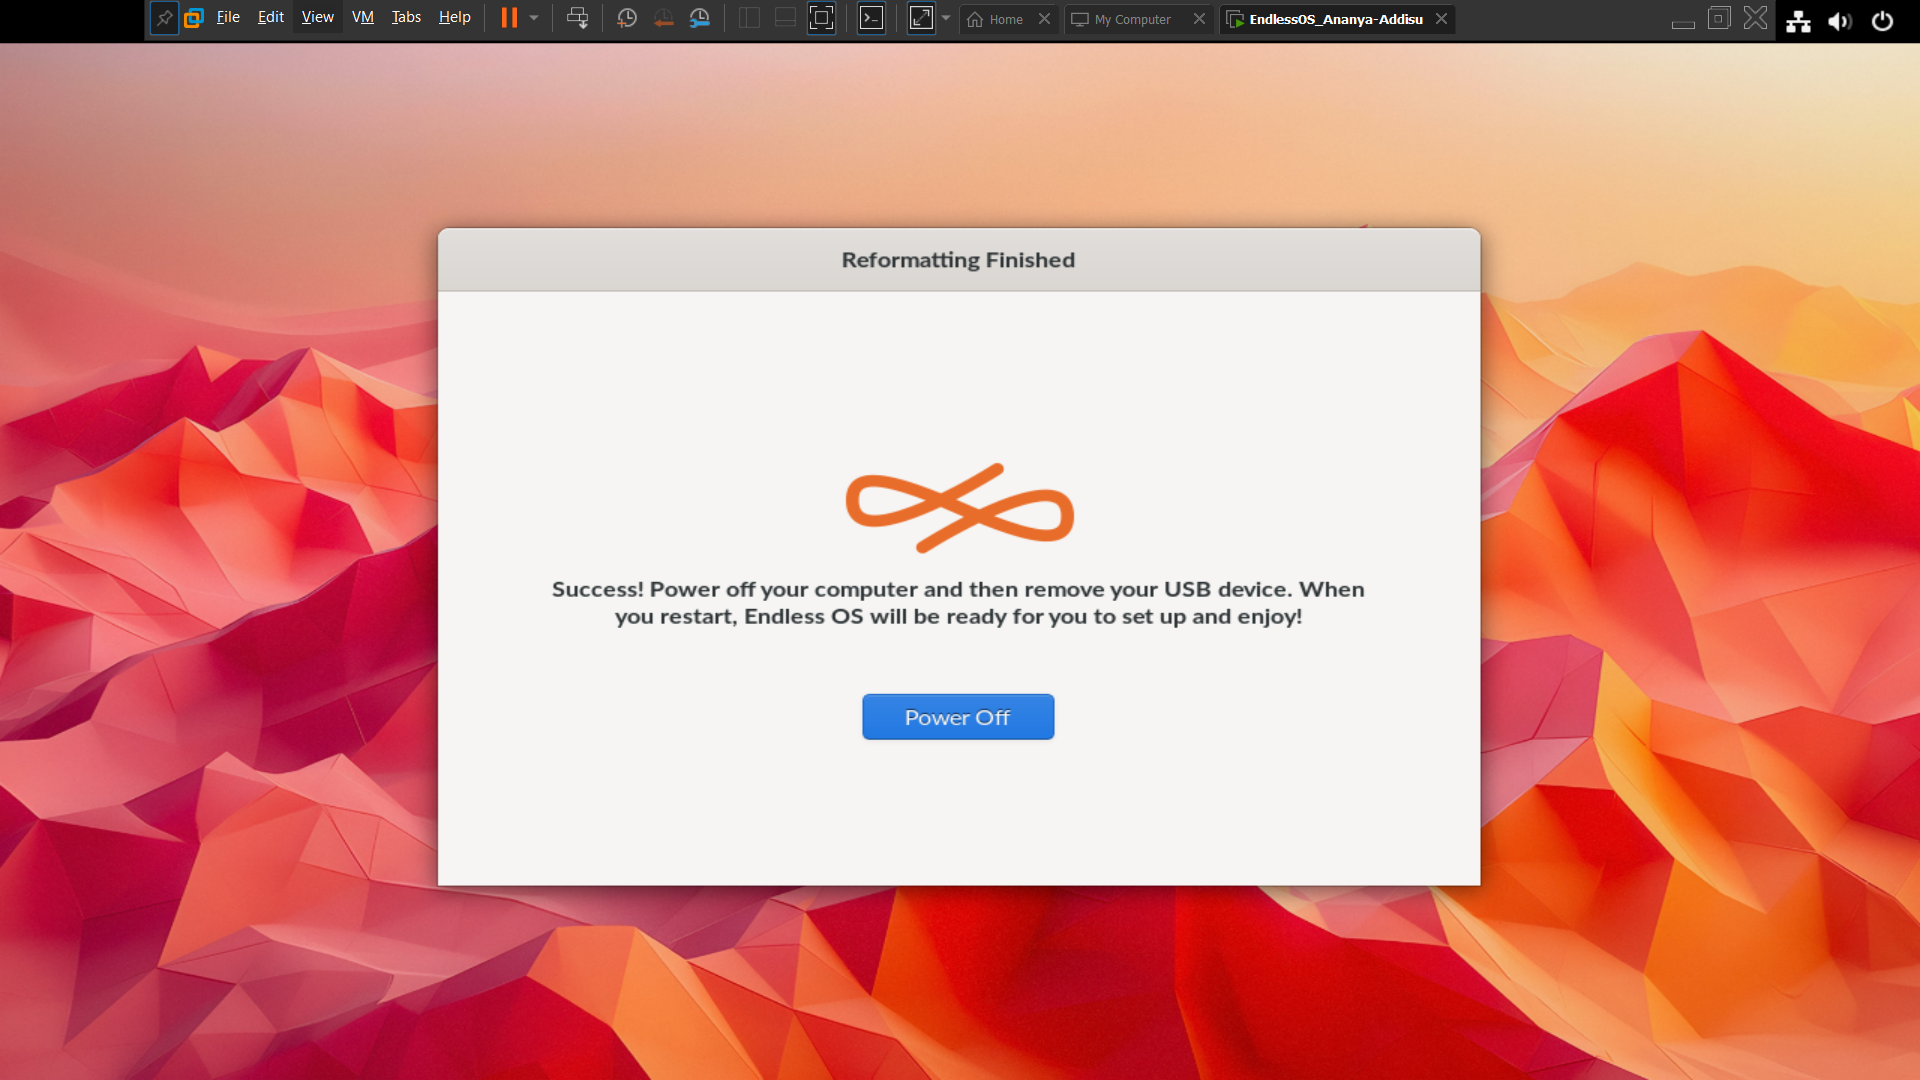 File Edit View VM Tabs Help Home My Computer EndlessOS_Ananya-Addisu
Reformatting Finished
Success! Power off your computer and then remove your USB device. When
you restart, Endless OS will be ready for you to set up and enjoy!
Power Off